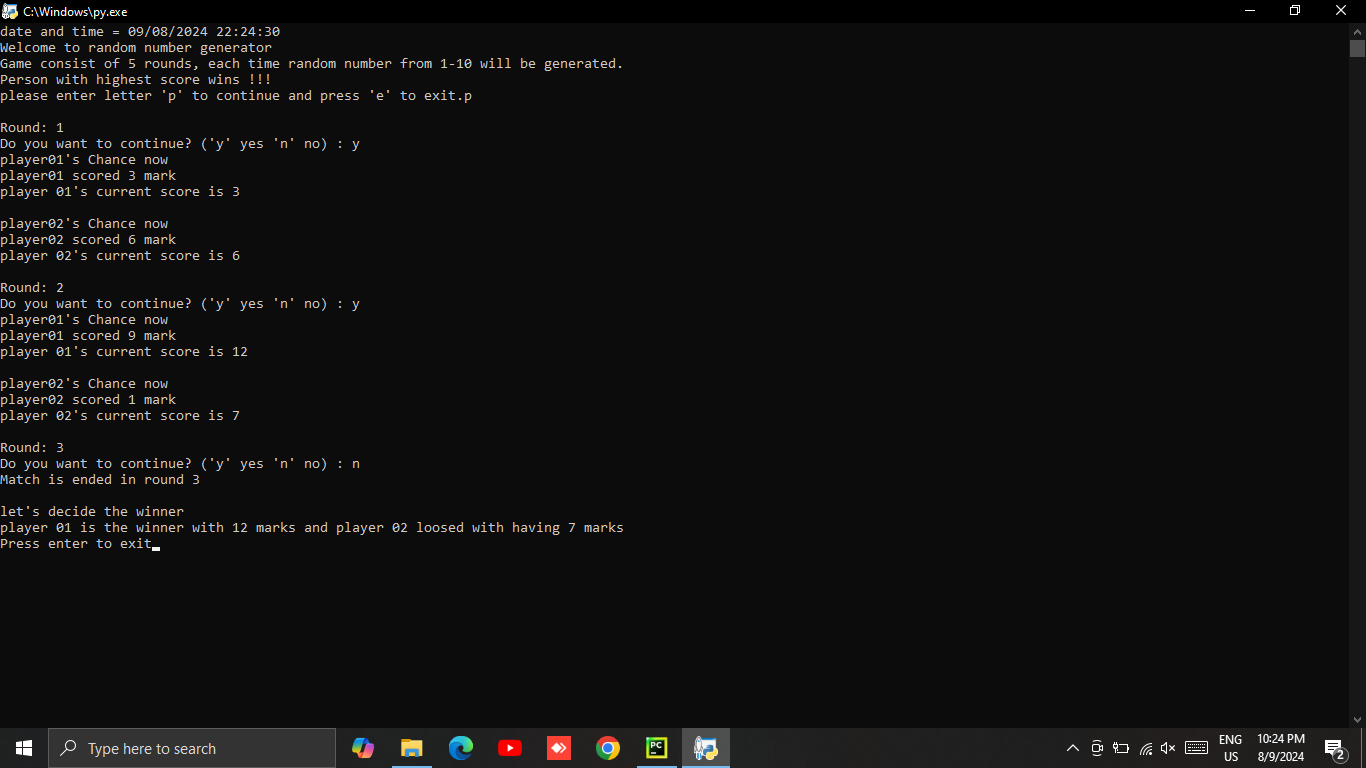 C:\Windows\py.exe
date and time = 09/08/2024 22:24:30
Welcome to random number generator
Game consist of 5 rounds, each time random number from 1-10 will be generated.
Person with highest score wins !!!
please enter letter 'p' to continue and press 'e' to exit.p
Round: 1
Do you want to continue? ('y' yes 'n' no) : y
player01's Chance now
player01 scored 3 mark
player 01's current score is 3
player02's Chance now
player02 scored 6 mark
player 02's current score is 6
Round: 2
Do you want to continue? ('y' yes 'n' no) : y
player01's Chance now
player01 scored 9 mark
player 01's current score is 12
player02's Chance now
player02 scored 1 mark
player 02's current score is 7
Round: 3
Do you want to continue? ('y' yes 'n' no) : n
Match is ended in round 3
let's decide the winner
player 01 is the winner with 12 marks and player 02 loosed with having 7 marks
Press enter to exit
Type here to search
PC
ENG
US
10:24 PM
8/9/2024
2